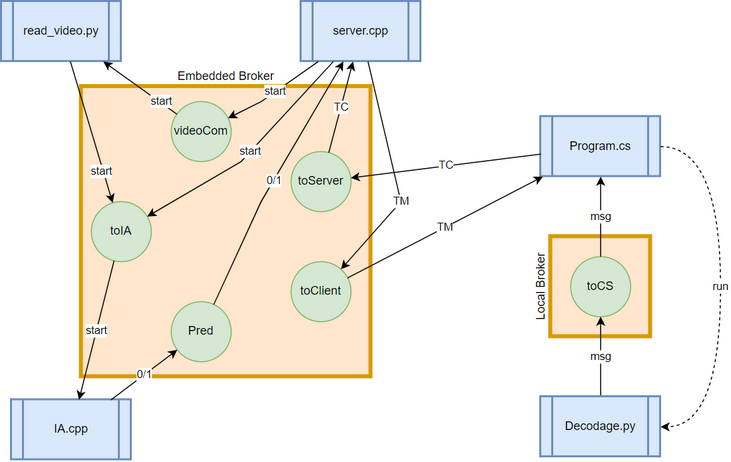 read_video.py
server.cpp
Embedded Broker
start
start
videoCom
TC
start
Program.cs
start
0/1
toServer
TC
TM
msg
toIA
TM
Local Broker
toCS
run
toClient
start
Pred
msg
0/1
IA.cpp
Decodage.py